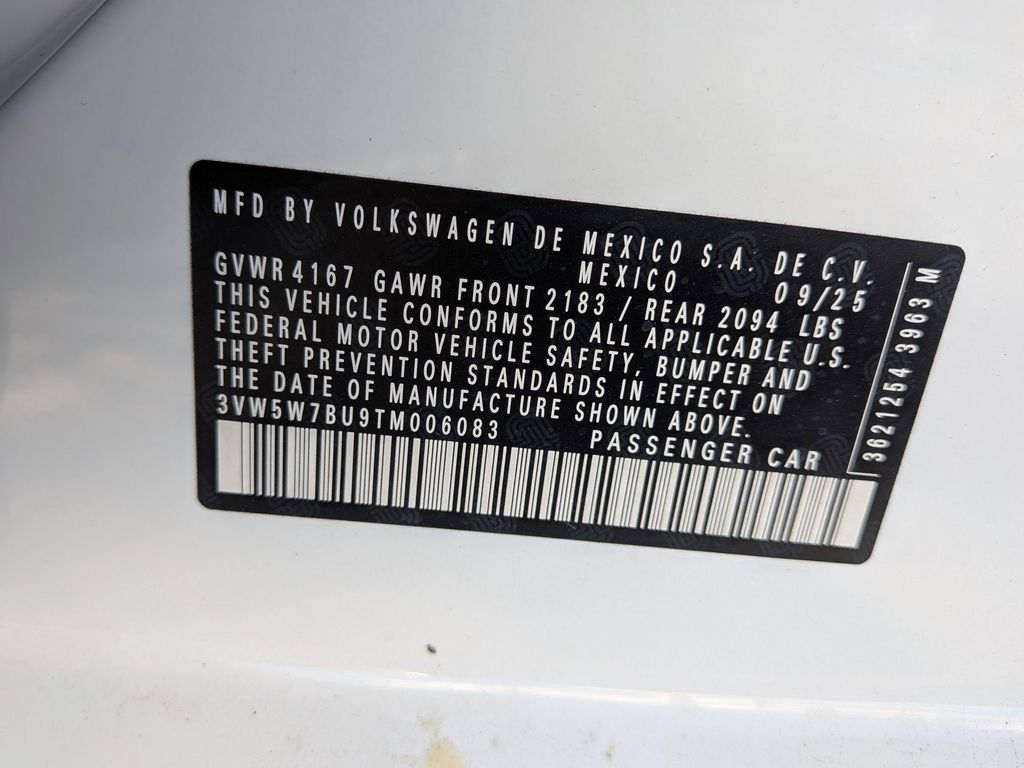 MFD BY VOLKSWAGEN DE MEXICO S.A. DE C.V.
MEXICO 09/25
GVWR 4167 GAWR FRONT 2183 / REAR 2094 LBS
THIS VEHICLE CONFORMS TO ALL APPLICABLE U.S.
FEDERAL MOTOR VEHICLE SAFETY, BUMPER AND
THEFT PREVENTION STANDARDS IN EFFECT ON
THE DATE OF MANUFACTURE SHOWN ABOVE.
3VW5W7BU9TM006083 PASSENGER CAR
3621254 3963 M